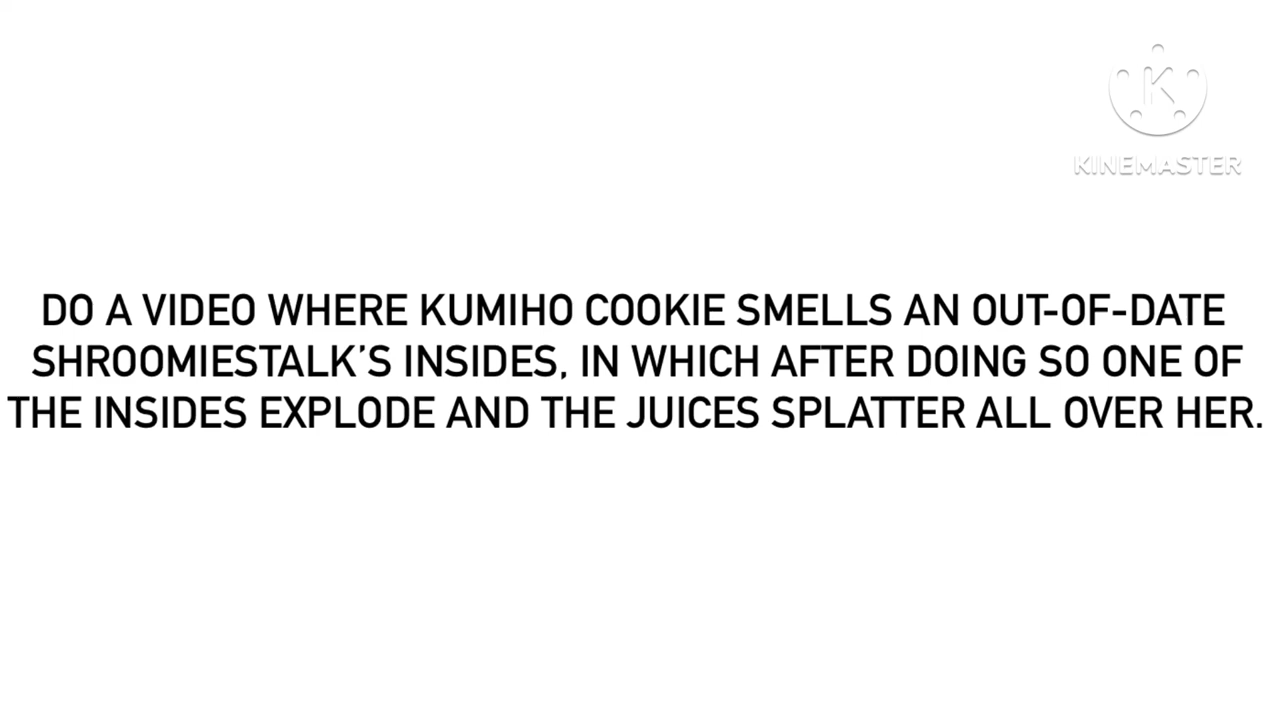 KINEMASTER
DO A VIDEO WHERE KUMIHO COOKIE SMELLS AN OUT-OF-DATE
SHROOMIESTALK'S INSIDES, IN WHICH AFTER DOING SO ONE OF
THE INSIDES EXPLODE AND THE JUICES SPLATTER ALL OVER HER.